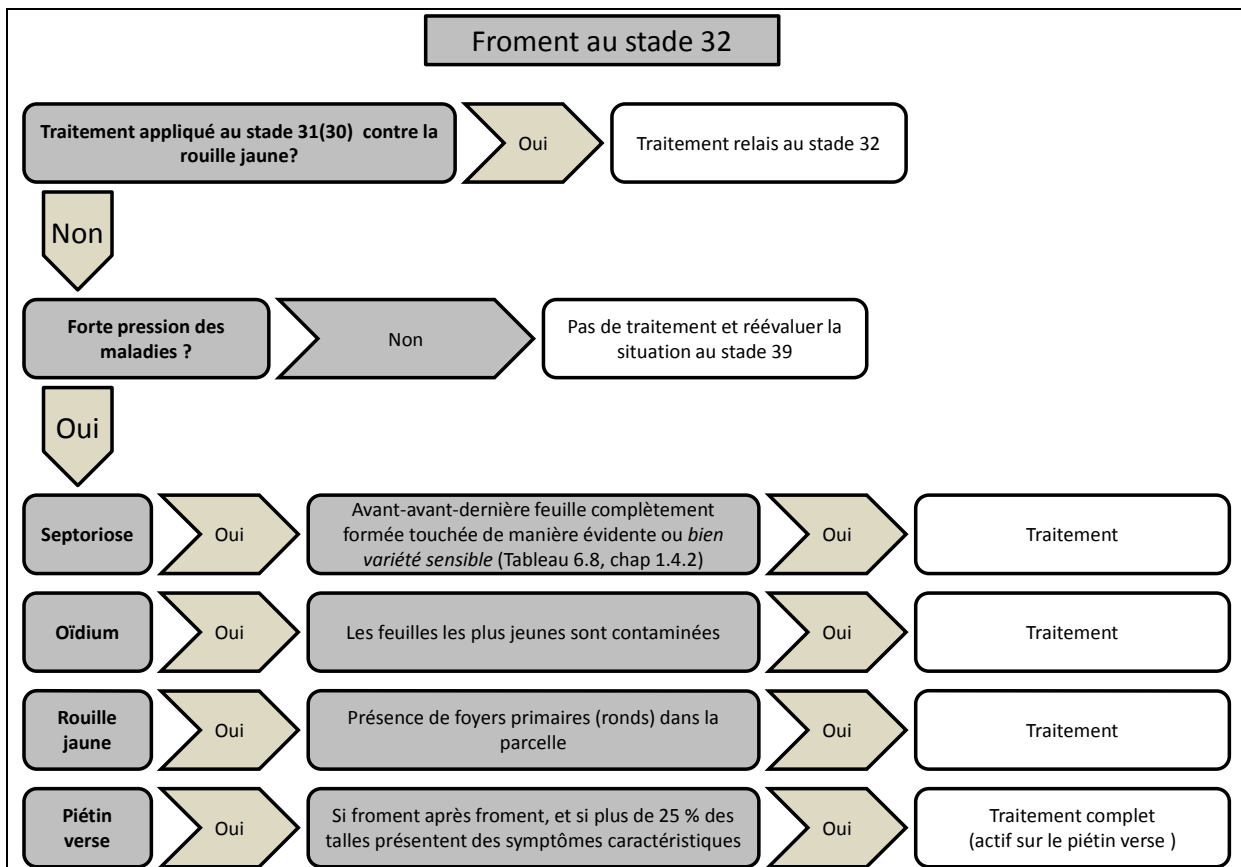 Froment au stade 32
Traitement appliqué au stade 31(30) contre la
rouille jaune?
Oui
Traitement relais au stade 32
Non
Forte pression des
maladies ?
Non
Pas de traitement et réévaluer la
situation au stade 39
Oui
Septoriose
Oui
Avant-avant-dernière feuille complètement
formée touchée de manière évidente ou bien
variété sensible (Tableau 6.8, chap 1.4.2)
Oui
Traitement
Oïdium
Oui
Les feuilles les plus jeunes sont contaminées
Oui
Traitement
Rouille
jaune
Oui
Présence de foyers primaires (ronds) dans la
parcelle
Oui
Traitement
Piétin
verse
Oui
Si froment après froment, et si plus de 25 % des
talles présentent des symptômes caractéristiques
Oui
Traitement complet
(actif sur le piétin verse )